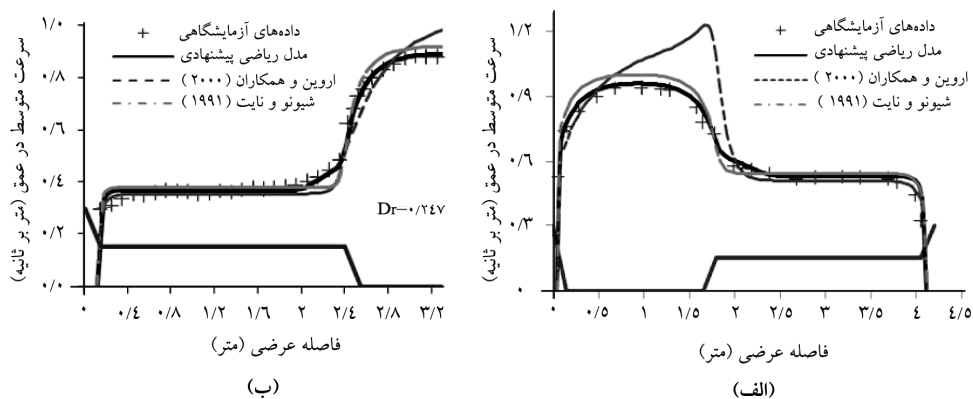 ۱/۲
۰/۹
۰/۶
۰/۳
۰
سرعت متوسط در عمق (متر بر ثانیه)
داده‌های آزمایشگاهی
مدل ریاضی پیشنهادی
اروین و همکاران (۲۰۰۰)
شیونو و نایت (۱۹۹۱)
۰ ۰/۵ ۱ ۱/۵ ۲ ۲/۵ ۳ ۳/۵ ۴ ۴/۵
فاصله عرضی (متر)
(الف)
۱/۰
۰/۸
۰/۶
۰/۴
۰/۲
۰/۰
سرعت متوسط در عمق (متر بر ثانیه)
داده‌های آزمایشگاهی
مدل ریاضی پیشنهادی
اروین و همکاران (۲۰۰۰)
شیونو و نایت (۱۹۹۱)
Dr–۰/۲٤۷
۰ ۰/٤ ۰/۸ ۱/۲ ۱/۶ ۲ ۲/٤ ۲/۸ ۳/۲
فاصله عرضی (متر)
(ب)